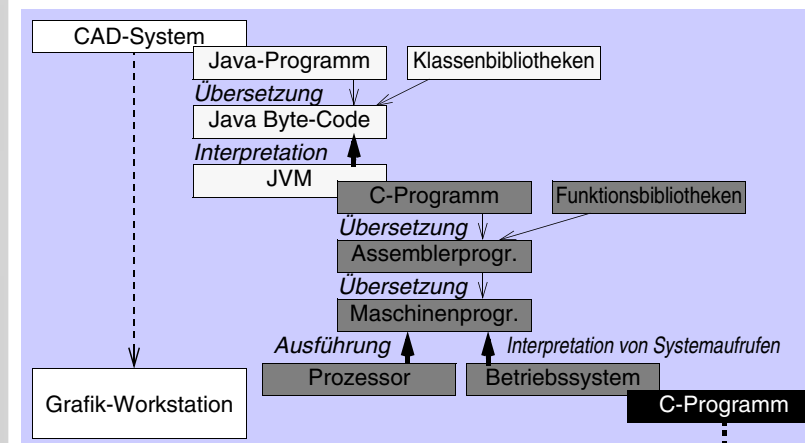 CAD-System
Java-Programm
Klassenbibliotheken
Übersetzung
Java Byte-Code
Interpretation
JVM
C-Programm
Funktionsbibliotheken
Übersetzung
Assemblerprogr.
Übersetzung
Maschinenprogr.
Ausführung
Interpretation von Systemaufrufen
Prozessor
Betriebssystem
Grafik-Workstation
C-Programm